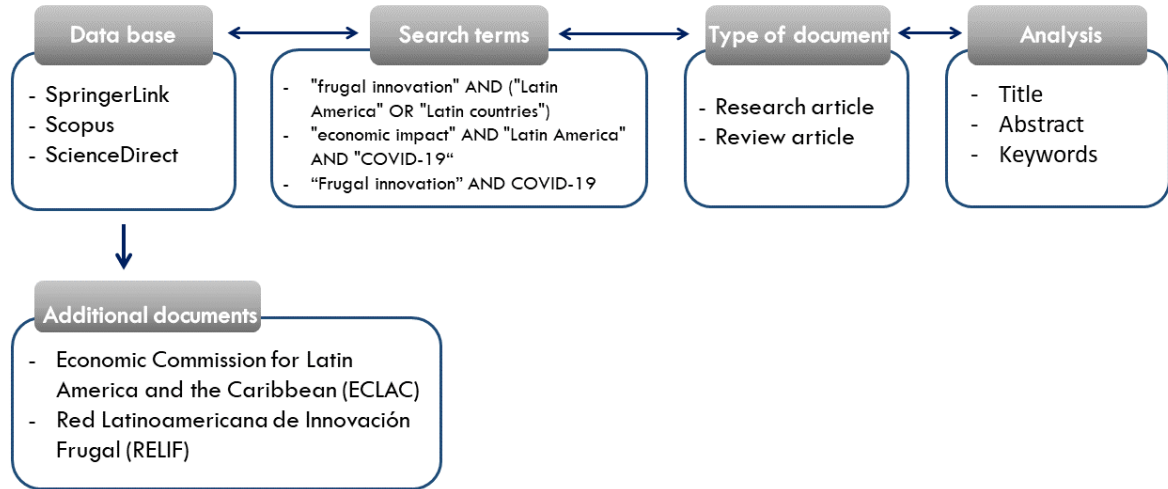 Data base
- SpringerLink
- Scopus
- ScienceDirect
Search terms
- "frugal innovation" AND ("Latin
America" OR "Latin countries")
- "economic impact" AND "Latin America"
AND "COVID-19“
- “Frugal innovation” AND COVID-19
Type of document
- Research article
- Review article
Analysis
- Title
- Abstract
- Keywords
Additional documents
- Economic Commission for Latin
America and the Caribbean (ECLAC)
- Red Latinoamericana de Innovación
Frugal (RELIF)